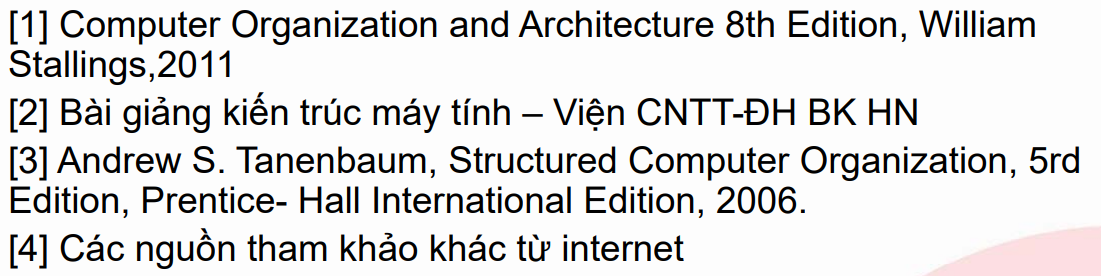 [1] Computer Organization and Architecture 8th Edition, William
Stallings,2011
[2] Bài giảng kiến trúc máy tính – Viện CNTT-ĐH BK HN
[3] Andrew S. Tanenbaum, Structured Computer Organization, 5rd
Edition, Prentice- Hall International Edition, 2006.
[4] Các nguồn tham khảo khác từ internet